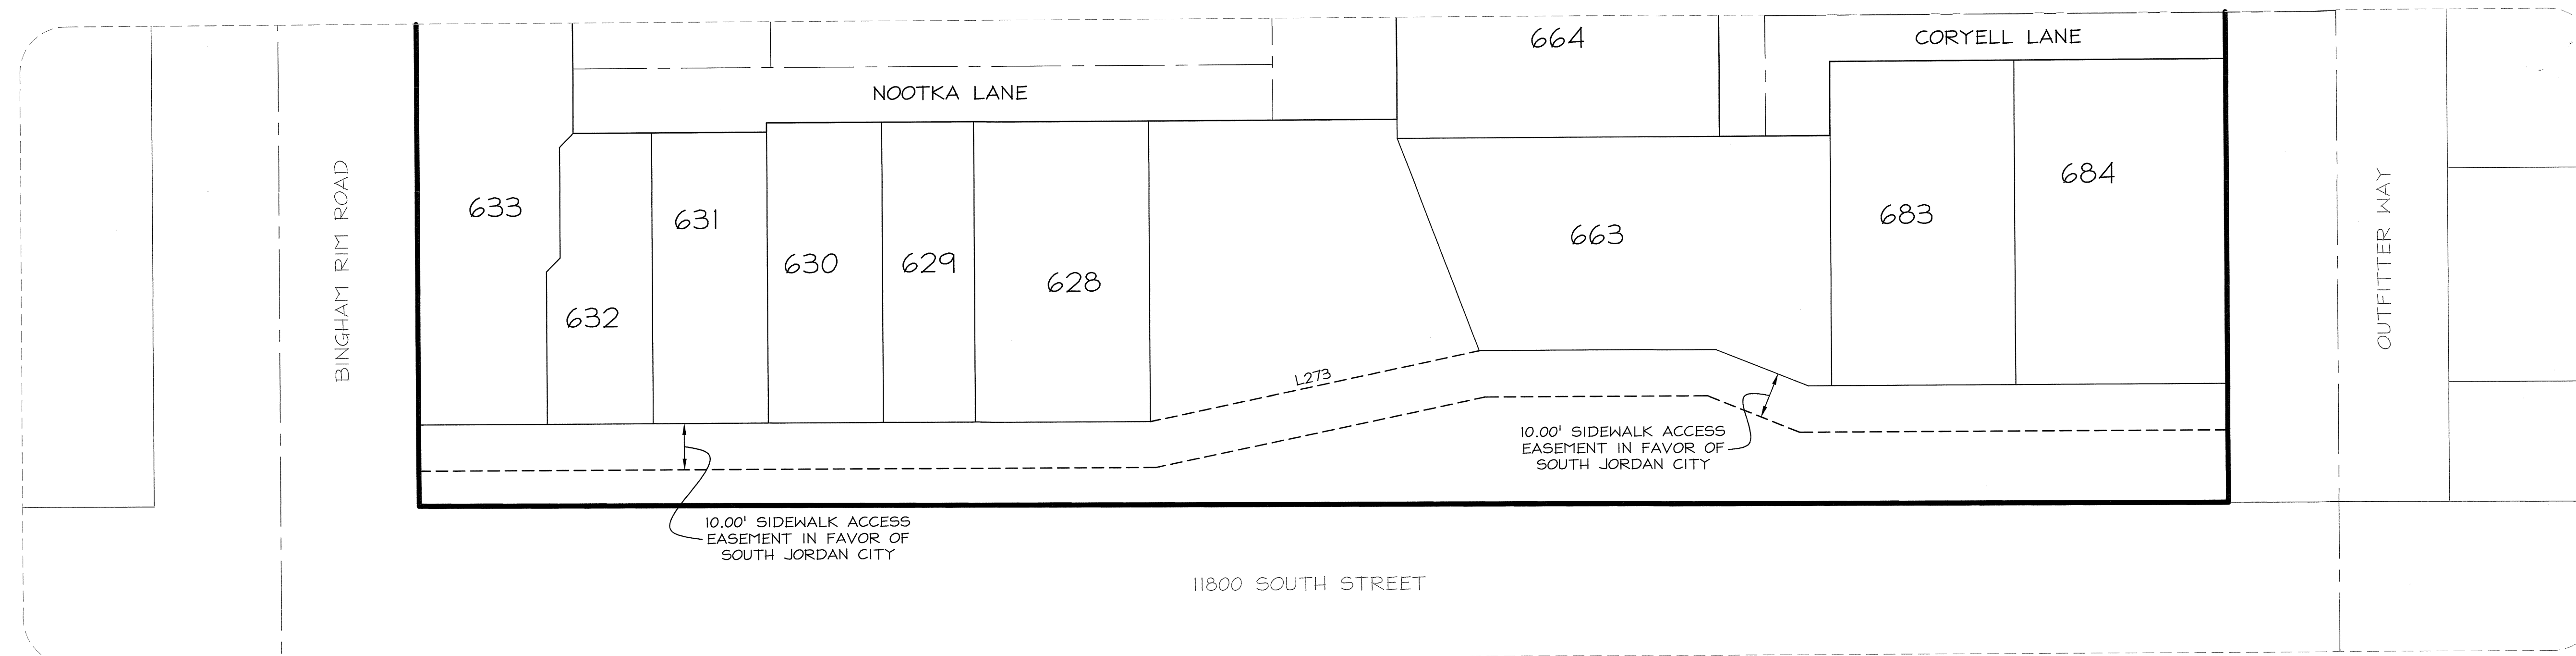 664
CORYELL LANE
NOOTKA LANE
BINGHAM RIM ROAD
633
632
631
630
629
628
663
683
684
OUTFITTER WAY
L273
10.00' SIDEWALK ACCESS
EASEMENT IN FAVOR OF
SOUTH JORDAN CITY
10.00' SIDEWALK ACCESS
EASEMENT IN FAVOR OF
SOUTH JORDAN CITY
11800 SOUTH STREET